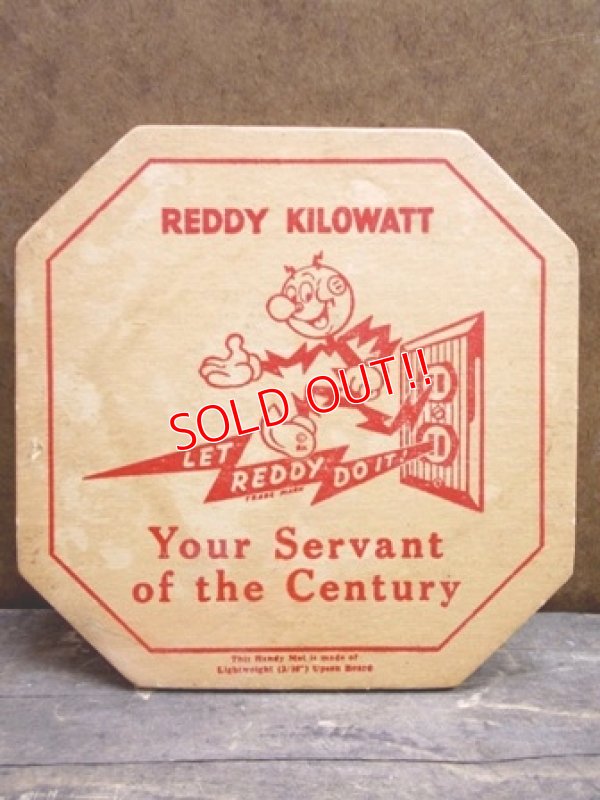 REDDY KILOWATT
SOLD OUT!!
LET REDDY DO IT!
TRADE MARK
Your Servant
of the Century
This Handy Mat is made of
Lightweight (3/16") Upson Board